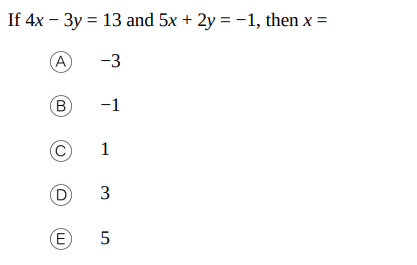 If 4x − 3y = 13 and 5x + 2y = −1, then x =
A −3
B −1
C 1
D 3
E 5